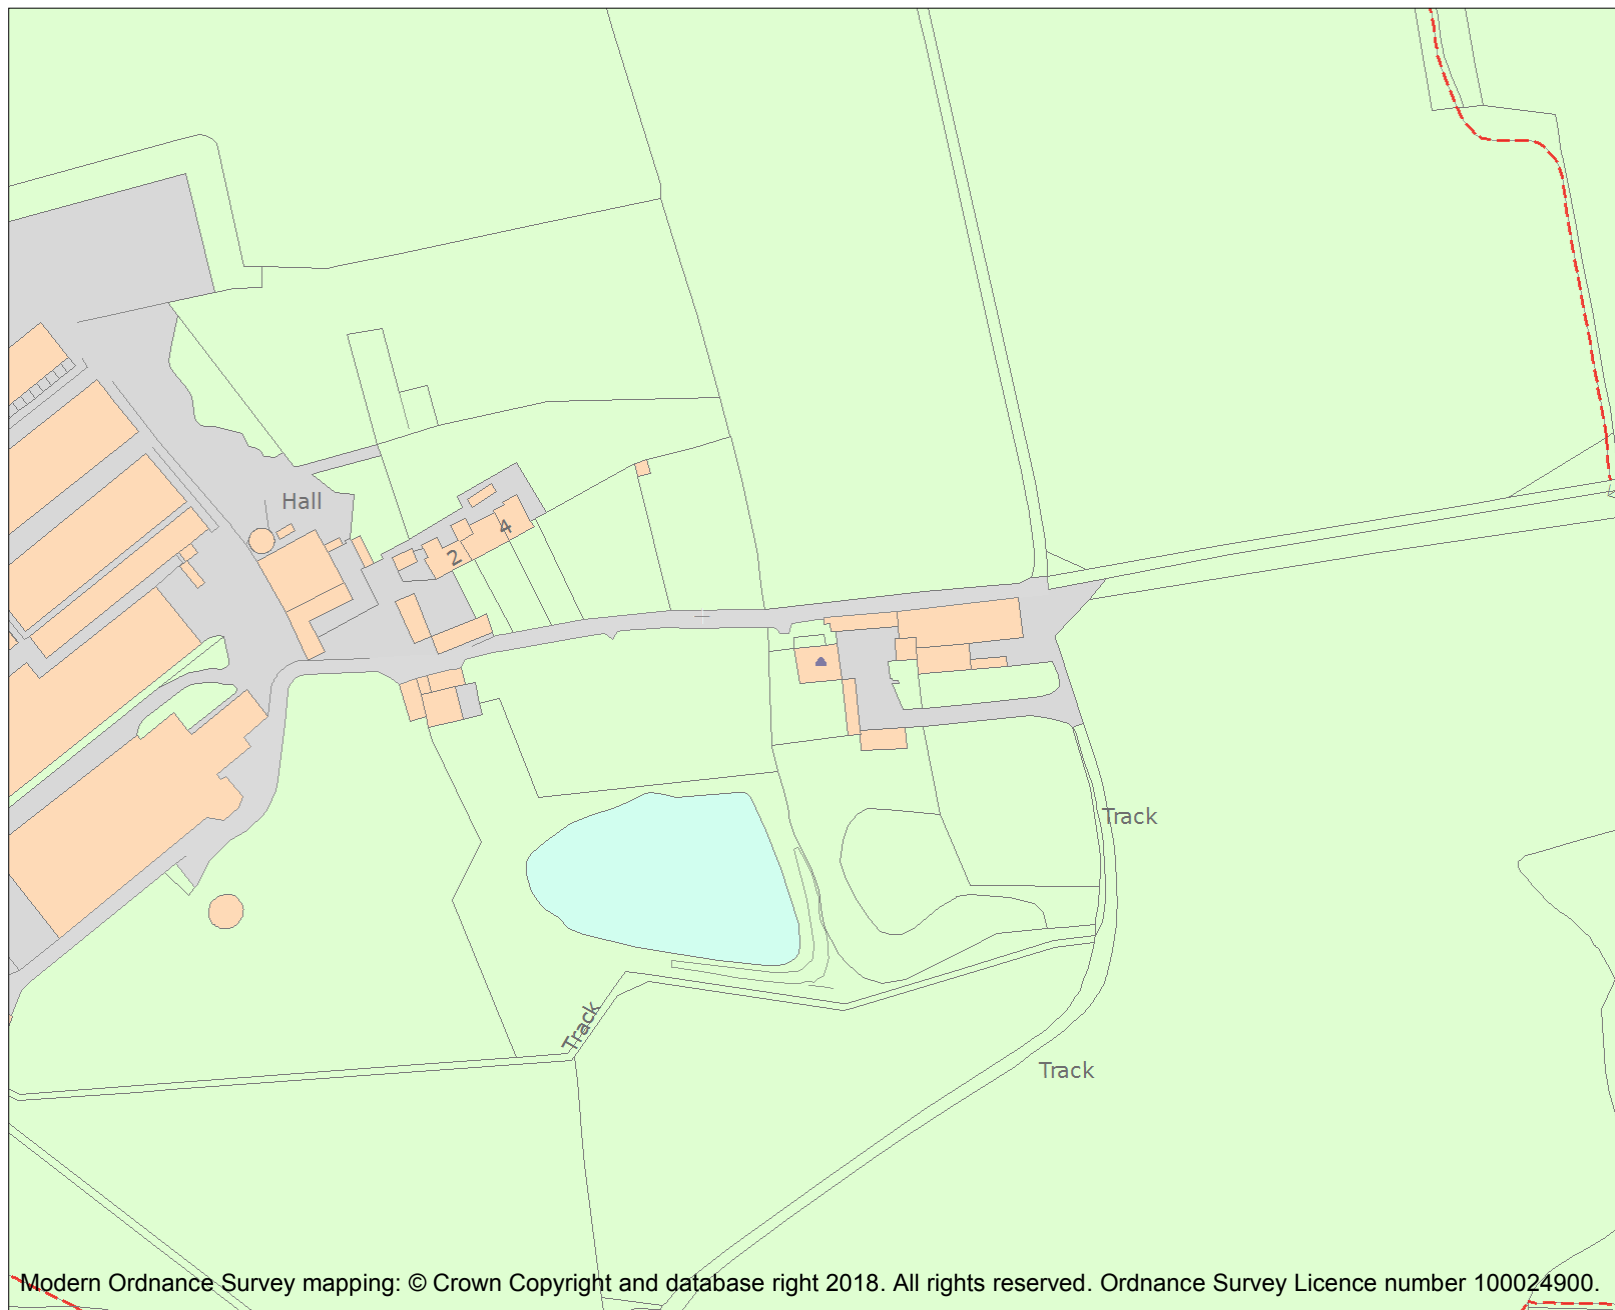 Hall
4
2
Track
Track
Track
Modern Ordnance Survey mapping: © Crown Copyright and database right 2018. All rights reserved. Ordnance Survey Licence number 100024900.